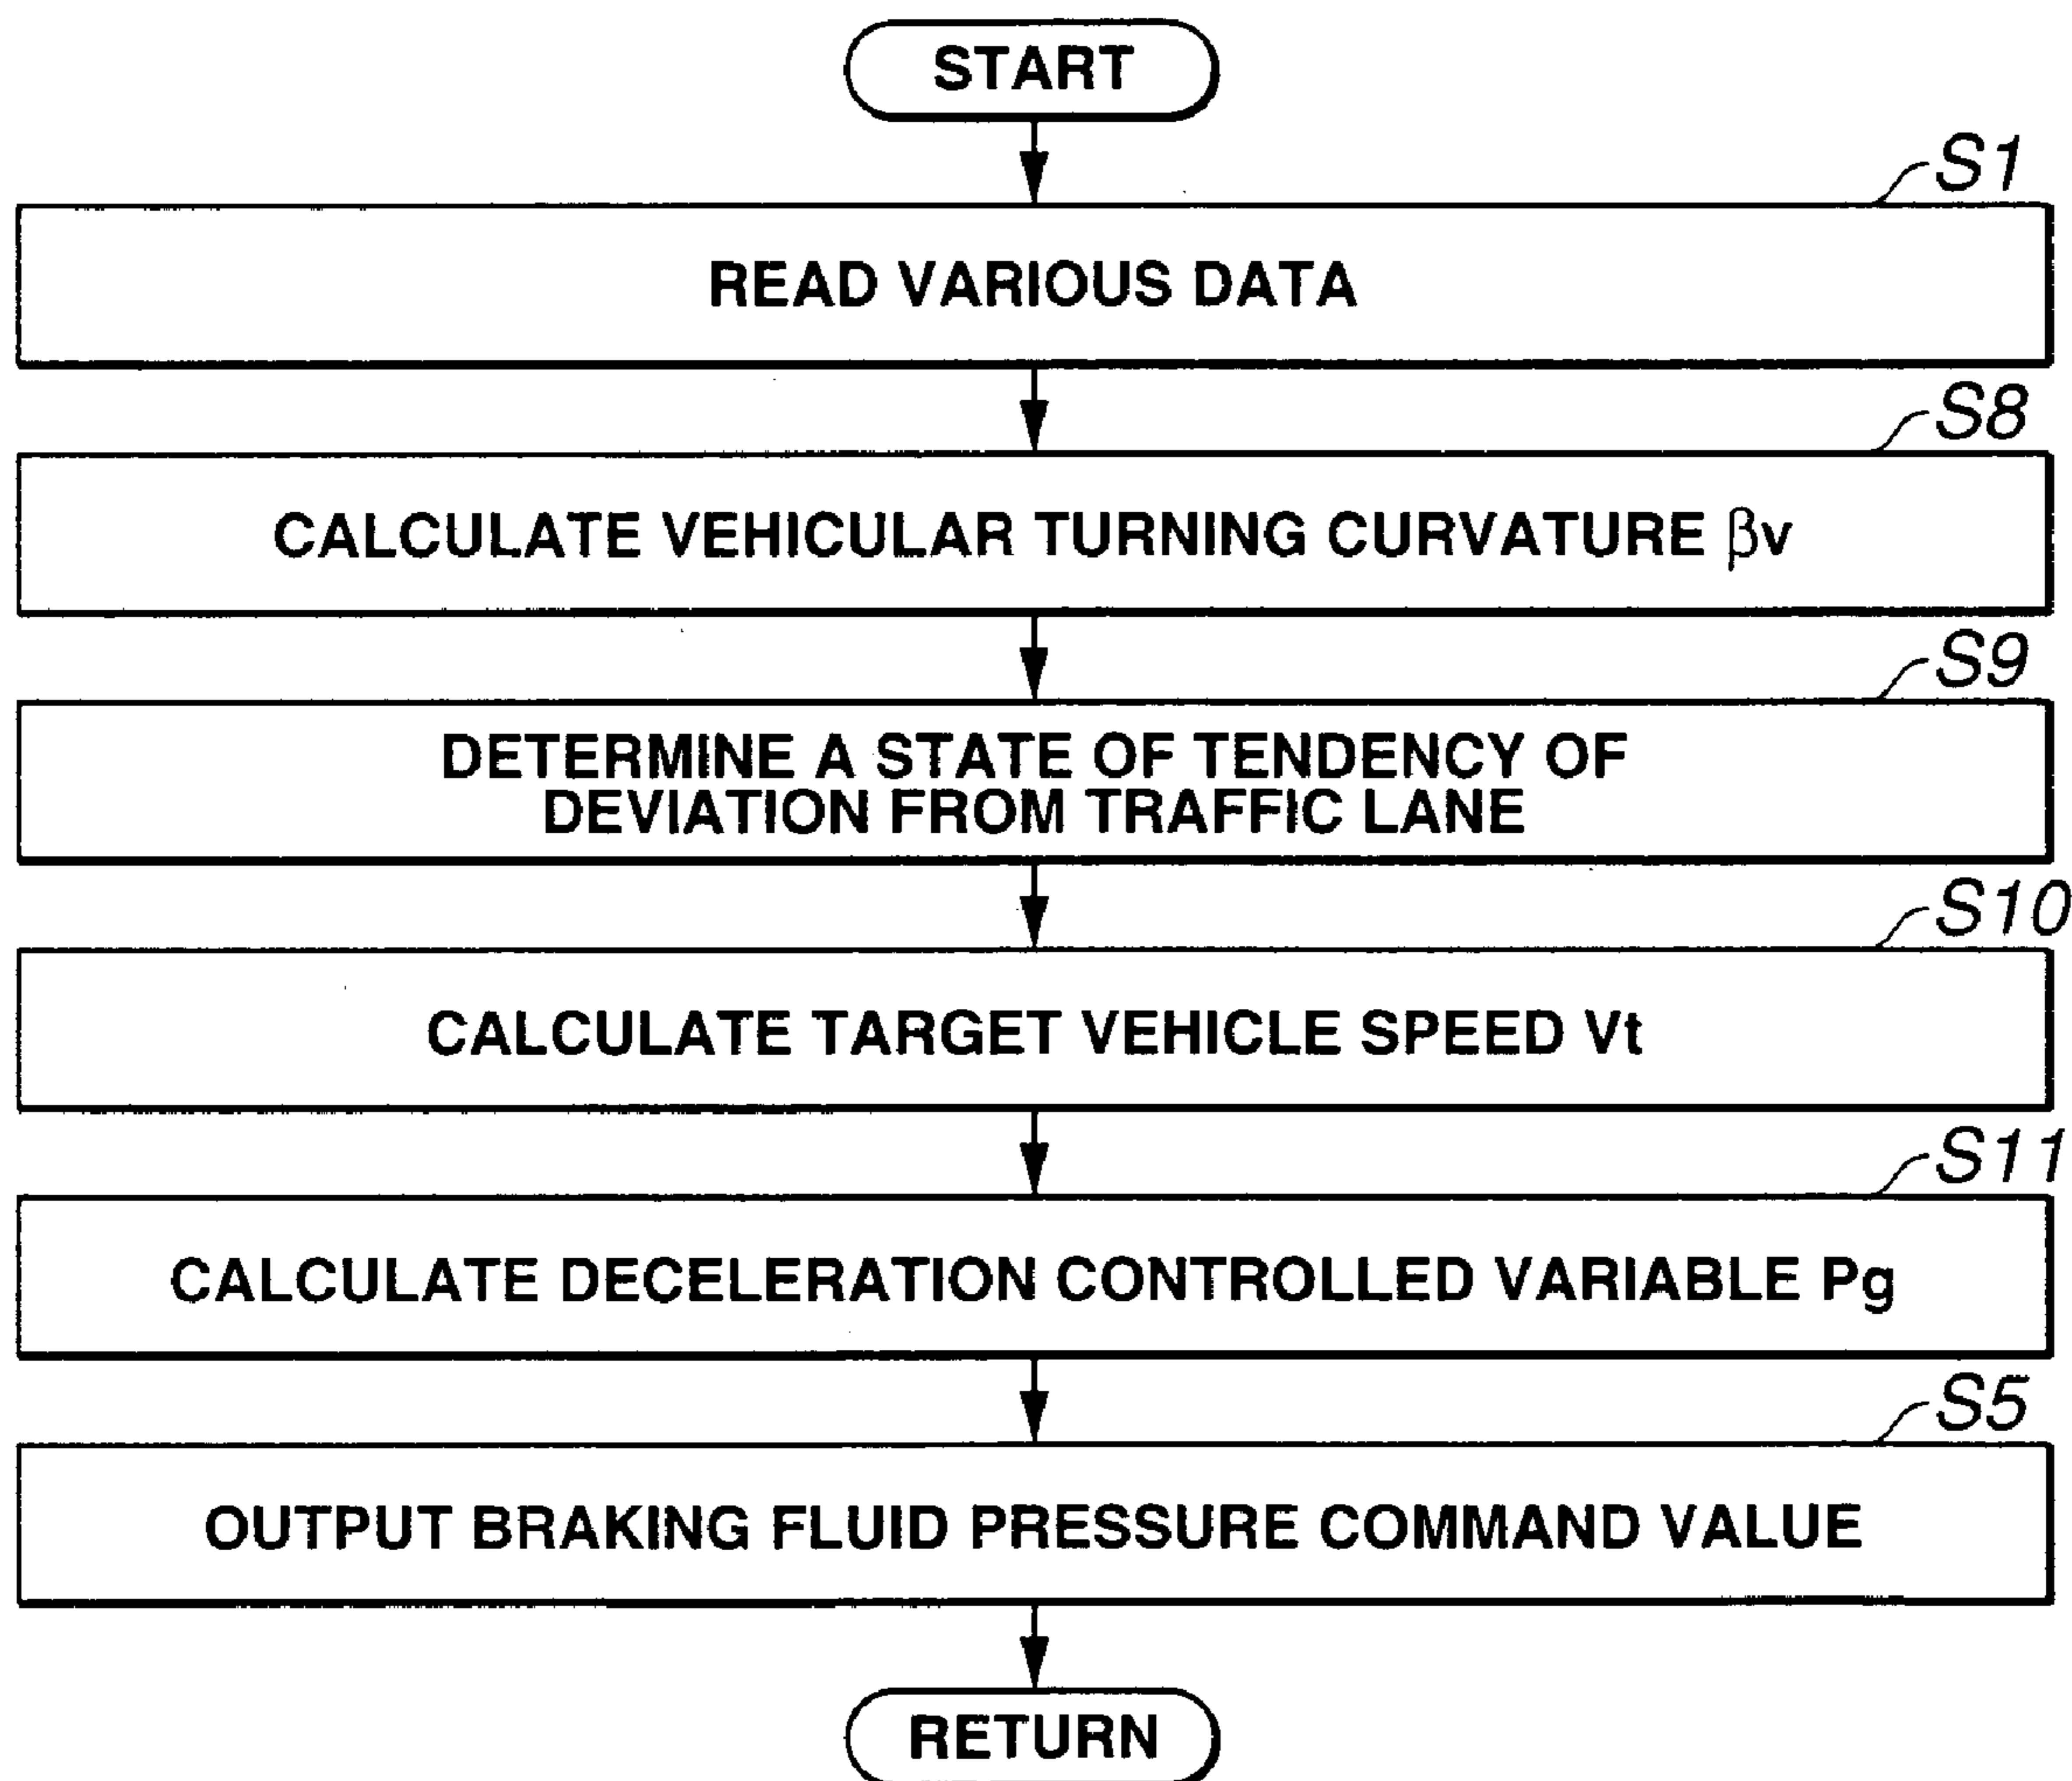 START
S1
READ VARIOUS DATA
S8
CALCULATE VEHICULAR TURNING CURVATURE βv
S9
DETERMINE A STATE OF TENDENCY OF
DEVIATION FROM TRAFFIC LANE
S10
CALCULATE TARGET VEHICLE SPEED Vt
S11
CALCULATE DECELERATION CONTROLLED VARIABLE Pg
S5
OUTPUT BRAKING FLUID PRESSURE COMMAND VALUE
RETURN